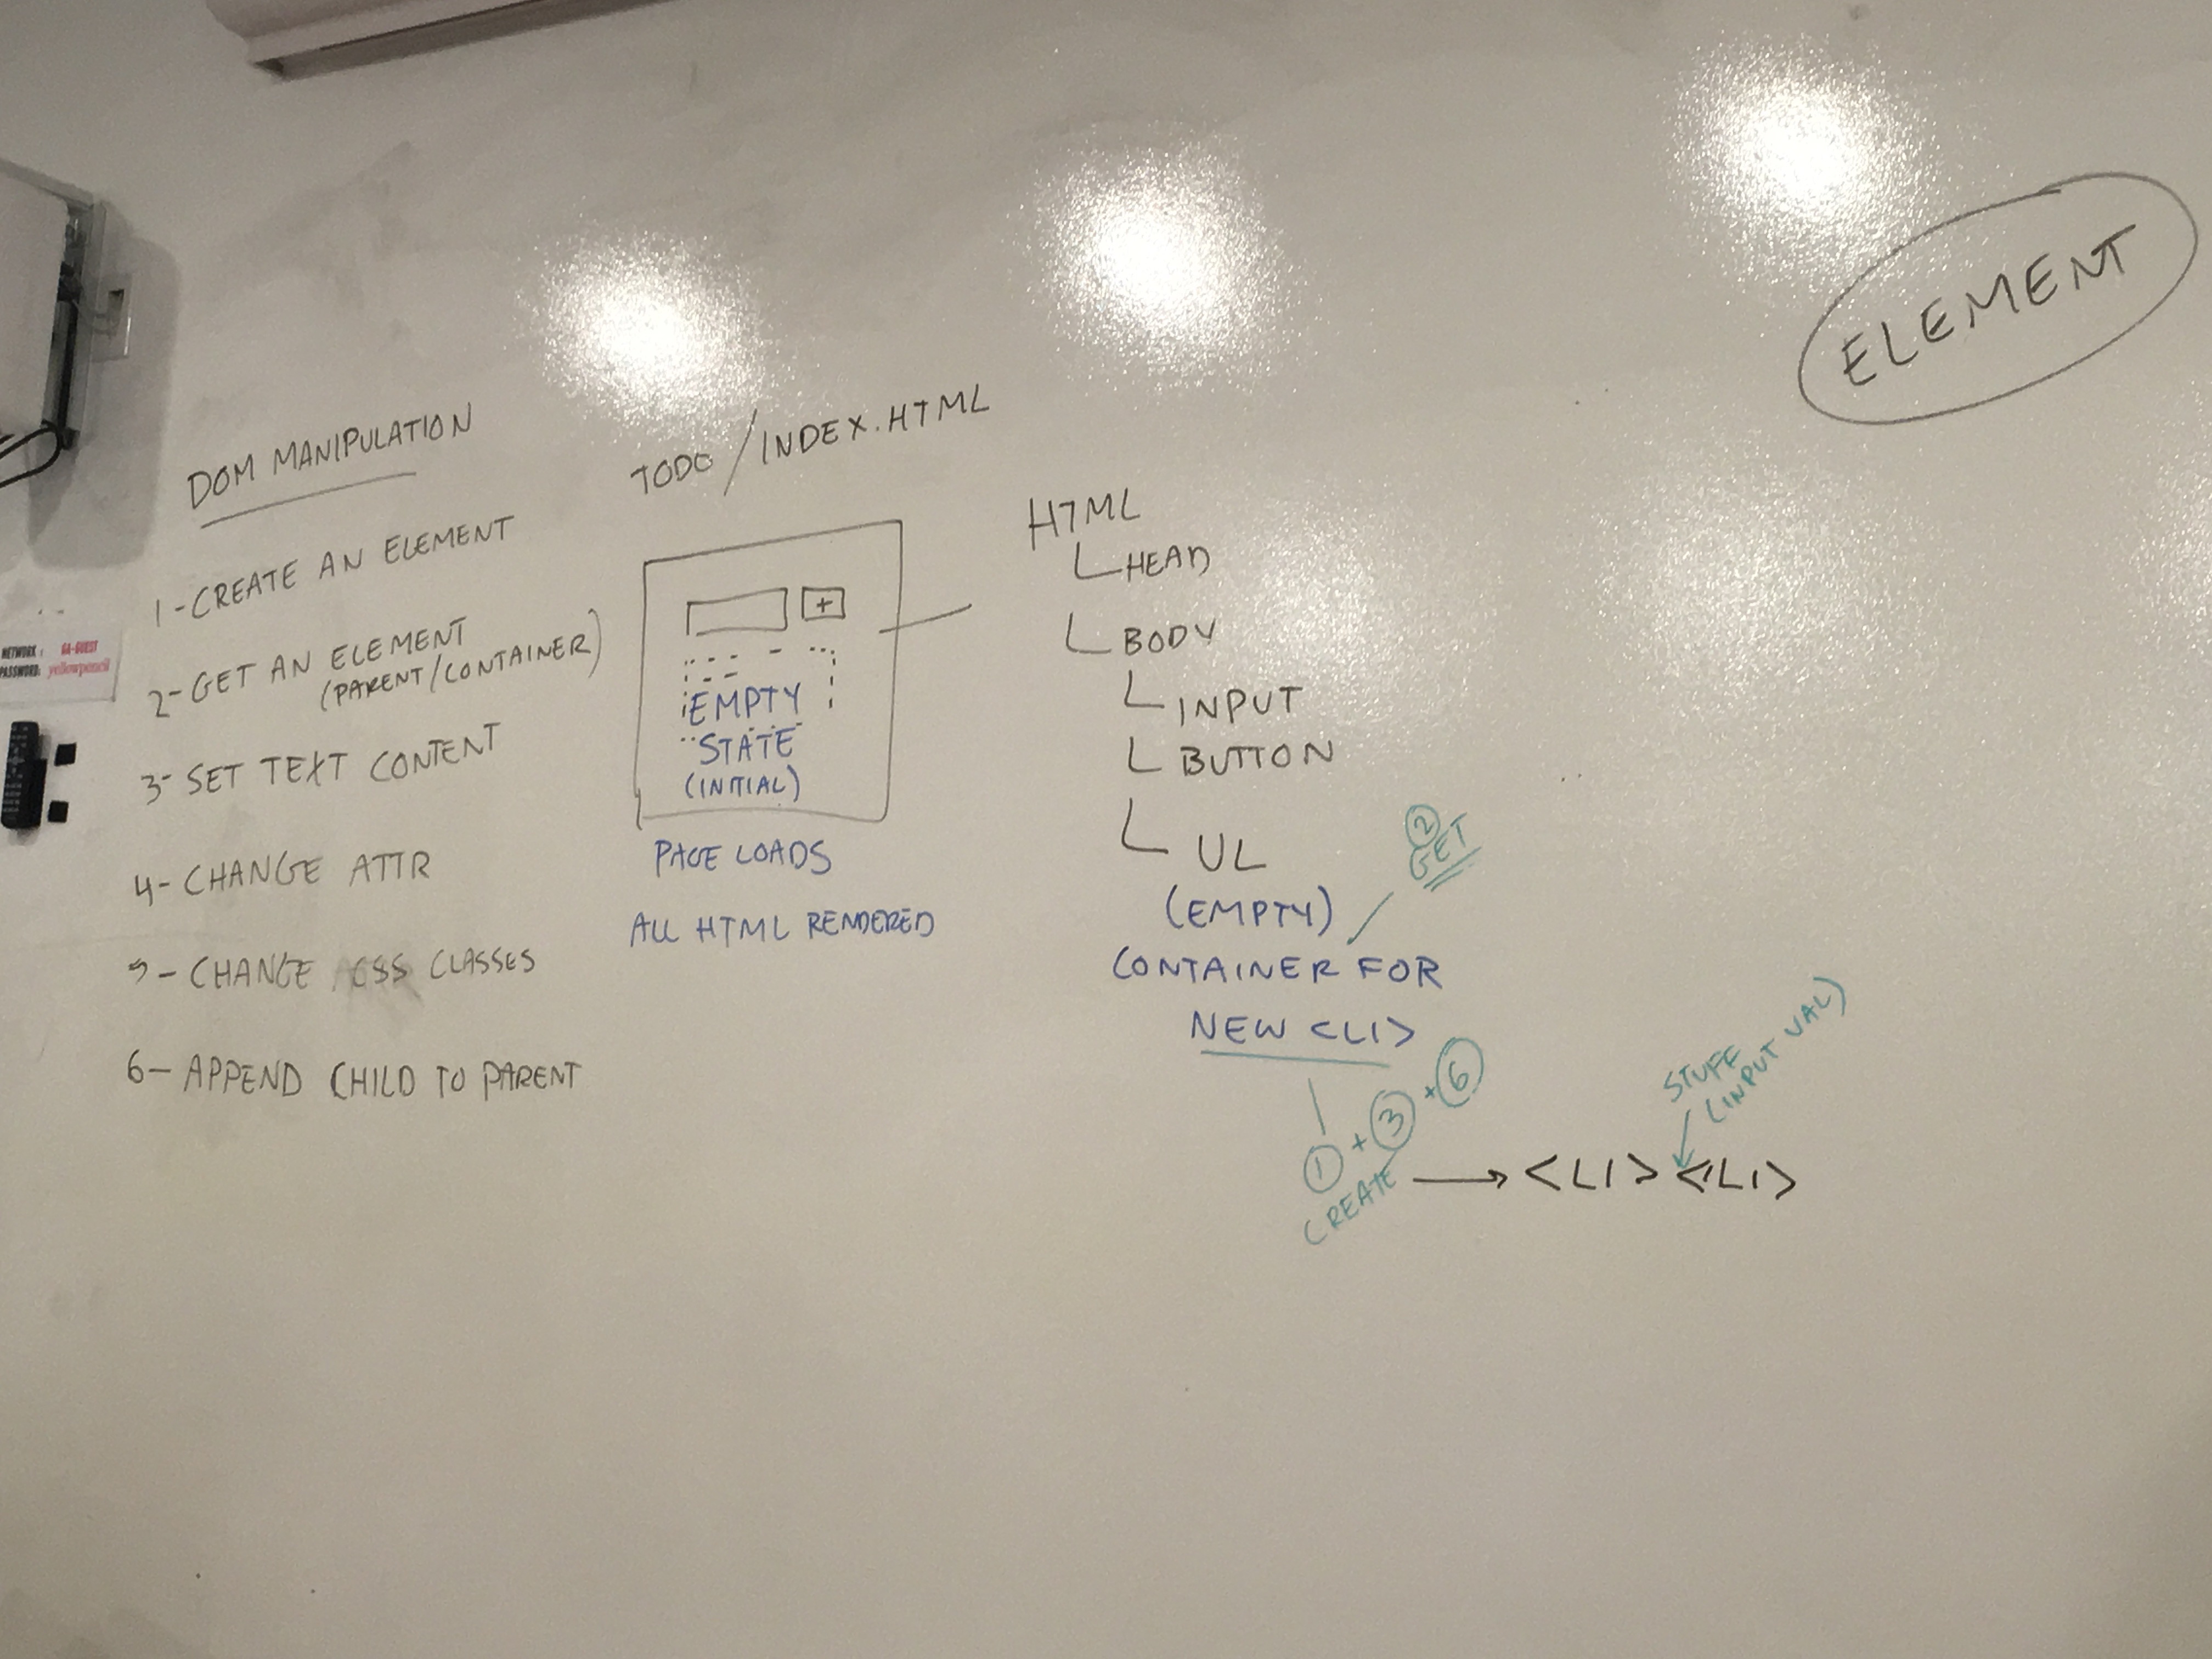 ELEMENT
DOM MANIPULATION
1-CREATE AN ELEMENT
2-GET AN ELEMENT
(PARENT/CONTAINER)
3-SET TEXT CONTENT
4-CHANGE ATTR
5-CHANGE CSS CLASSES
6-APPEND CHILD TO PARENT
TODO/INDEX.HTML
+
EMPTY
STATE
(INITIAL)
PAGE LOADS
ALL HTML RENDERED
HTML
HEAD
BODY
INPUT
BUTTON
UL
(EMPTY)
CONTAINER FOR
NEW <LI>
2
GET
1 + 3 + 6
CREATE
<LI> </LI>
STUFF
(INPUT VAL)
NETWORK: GA-GUEST
PASSWORD: yellowpencil